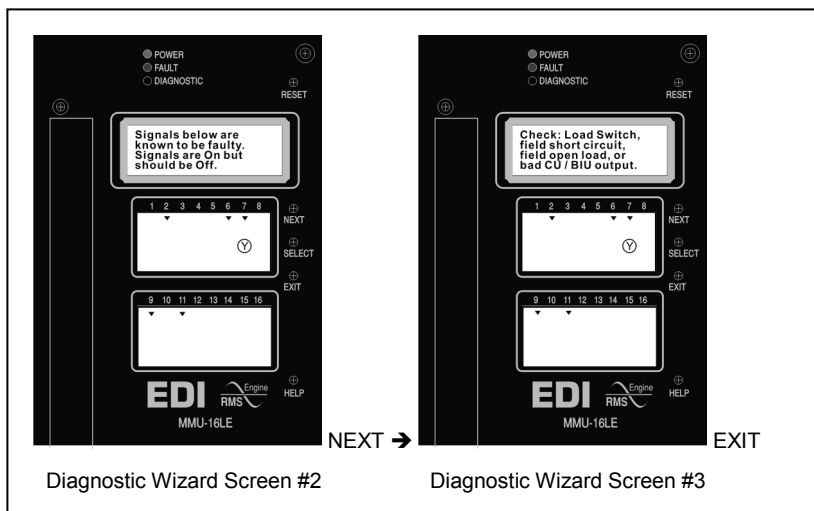 POWER
FAULT
DIAGNOSTIC
RESET
Signals below are
known to be faulty.
Signals are On but
should be Off.
1 2 3 4 5 6 7 8
NEXT
Y
SELECT
EXIT
9 10 11 12 13 14 15 16
EDI
Engine
RMS
HELP
MMU-16LE
NEXT ➔
Diagnostic Wizard Screen #2
POWER
FAULT
DIAGNOSTIC
RESET
Check: Load Switch,
field short circuit,
field open load, or
bad CU / BIU output.
1 2 3 4 5 6 7 8
NEXT
Y
SELECT
EXIT
9 10 11 12 13 14 15 16
EDI
Engine
RMS
HELP
MMU-16LE
EXIT
Diagnostic Wizard Screen #3